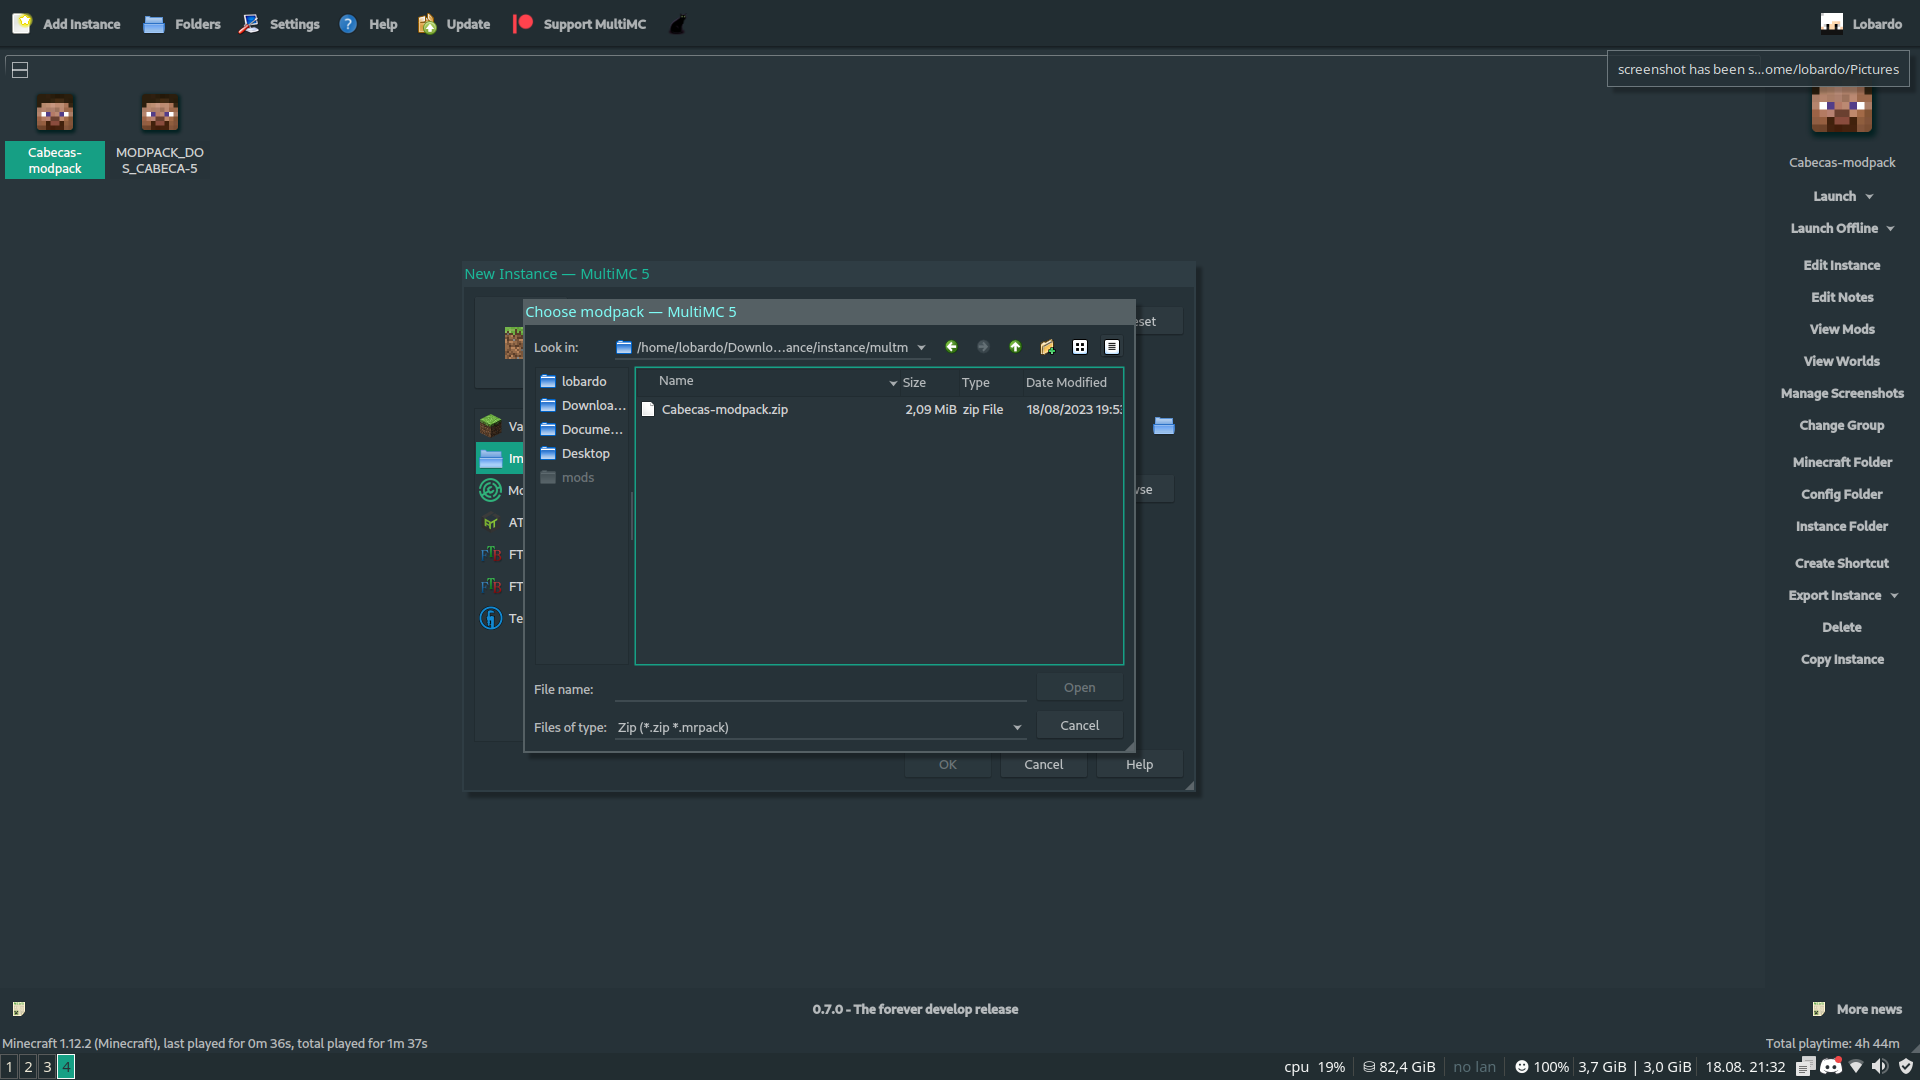 Add Instance Folders Settings Help Update Support MultiMC Lobardo
screenshot has been s...ome/lobardo/Pictures
Cabecas-
modpack
MODPACK_DO
S_CABECA-5
Cabecas-modpack
Launch
Launch Offline
Edit Instance
Edit Notes
View Mods
View Worlds
Manage Screenshots
Change Group
Minecraft Folder
Config Folder
Instance Folder
Create Shortcut
Export Instance
Delete
Copy Instance
New Instance — MultiMC 5
eset
Va
Im
Mo
AT
FT
FT
Te
wse
OK Cancel Help
Choose modpack — MultiMC 5
Look in: /home/lobardo/Downlo...ance/instance/multm
lobardo
Downloa...
Docume...
Desktop
mods
Name Size Type Date Modified
Cabecas-modpack.zip 2,09 MiB zip File 18/08/2023 19:5
File name: Open
Files of type: Zip (*.zip *.mrpack) Cancel
0.7.0 - The forever develop release More news
Minecraft 1.12.2 (Minecraft), last played for 0m 36s, total played for 1m 37s Total playtime: 4h 44m
1 2 3 4 cpu 19% 82,4 GiB no lan 100% 3,7 GiB | 3,0 GiB 18.08. 21:32